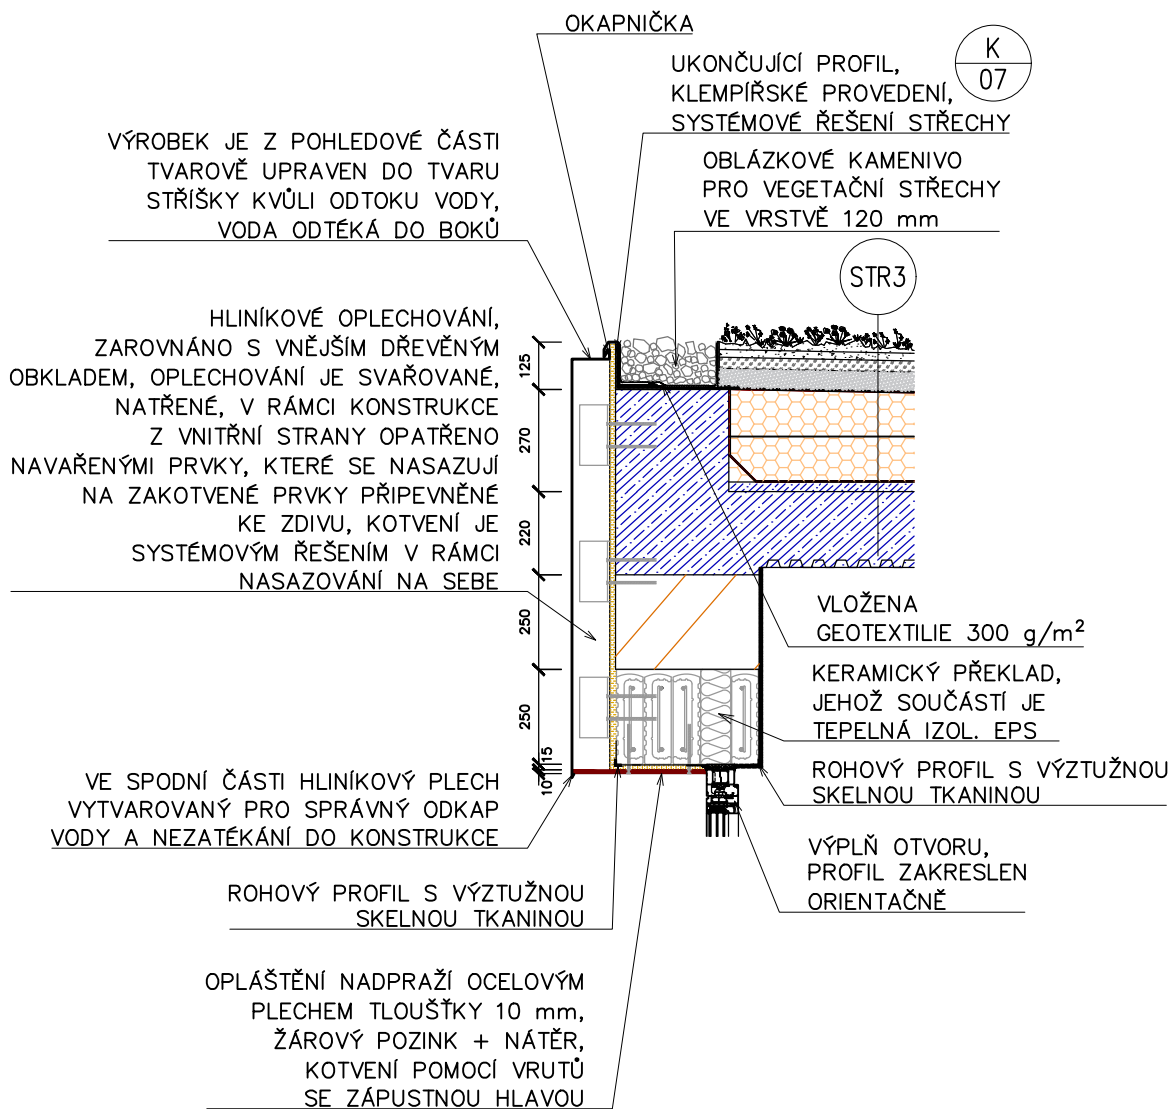 OKAPNIČKA
UKONČUJÍCÍ PROFIL,
KLEMPÍŘSKÉ PROVEDENÍ,
SYSTÉMOVÉ ŘEŠENÍ STŘECHY
K
07
VÝROBEK JE Z POHLEDOVÉ ČÁSTI
TVAROVĚ UPRAVEN DO TVARU
STŘÍŠKY KVŮLI ODTOKU VODY,
VODA ODTÉKÁ DO BOKŮ
OBLÁZKOVÉ KAMENIVO
PRO VEGETAČNÍ STŘECHY
VE VRSTVĚ 120 mm
STR3
HLINÍKOVÉ OPLECHOVÁNÍ,
ZAROVNÁNO S VNĚJŠÍM DŘEVĚNÝM
OBKLADEM, OPLECHOVÁNÍ JE SVAŘOVANÉ,
NATŘENÉ, V RÁMCI KONSTRUKCE
Z VNITŘNÍ STRANY OPATŘENO
NAVAŘENÝMI PRVKY, KTERÉ SE NASAZUJÍ
NA ZAKOTVENÉ PRVKY PŘIPEVNĚNÉ
KE ZDIVU, KOTVENÍ JE
SYSTÉMOVÝM ŘEŠENÍM V RÁMCI
NASAZOVÁNÍ NA SEBE
125
270
220
250
250
15
10
VLOŽENA
GEOTEXTILIE 300 g/m²
KERAMICKÝ PŘEKLAD,
JEHOŽ SOUČÁSTÍ JE
TEPELNÁ IZOL. EPS
ROHOVÝ PROFIL S VÝZTUŽNOU
SKELNOU TKANINOU
VE SPODNÍ ČÁSTI HLINÍKOVÝ PLECH
VYTVAROVANÝ PRO SPRÁVNÝ ODKAP
VODY A NEZATÉKÁNÍ DO KONSTRUKCE
VÝPLŇ OTVORU,
PROFIL ZAKRESLEN
ORIENTAČNĚ
ROHOVÝ PROFIL S VÝZTUŽNOU
SKELNOU TKANINOU
OPLÁŠTĚNÍ NADPRAŽÍ OCELOVÝM
PLECHEM TLOUŠŤKY 10 mm,
ŽÁROVÝ POZINK + NÁTĚR,
KOTVENÍ POMOCÍ VRUTŮ
SE ZÁPUSTNOU HLAVOU